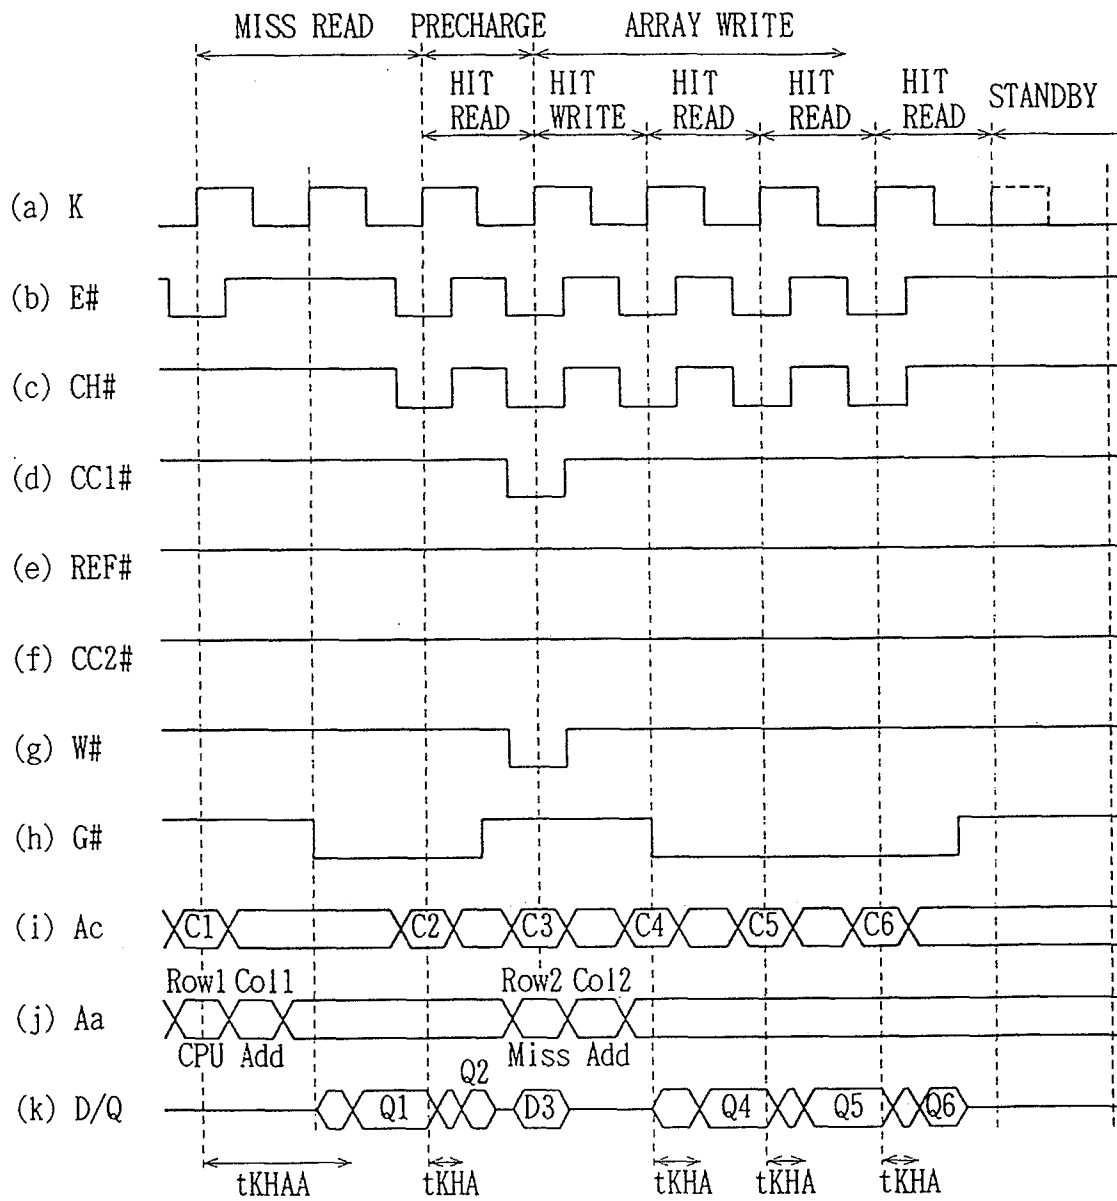 MISS READ PRECHARGE ARRAY WRITE
HIT READ HIT WRITE HIT READ HIT READ HIT READ STANDBY
(a) K
(b) E#
(c) CH#
(d) CC1#
(e) REF#
(f) CC2#
(g) W#
(h) G#
(i) Ac C1 C2 C3 C4 C5 C6
Row1 Col1 Row2 Col2
(j) Aa
CPU Add Miss Add
Q2
(k) D/Q Q1 D3 Q4 Q5 Q6
tKHAA tKHA tKHA tKHA tKHA